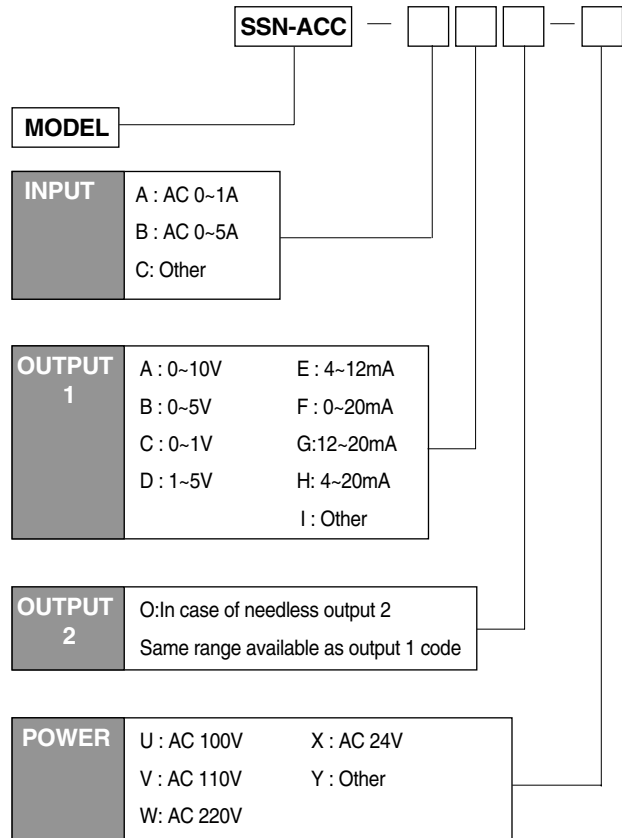 SSN-ACC — □ □ □ — □
MODEL
INPUT
A : AC 0~1A
B : AC 0~5A
C: Other
OUTPUT
1
A : 0~10V
B : 0~5V
C : 0~1V
D : 1~5V
E : 4~12mA
F : 0~20mA
G:12~20mA
H: 4~20mA
I : Other
OUTPUT
2
O:In case of needless output 2
Same range available as output 1 code
POWER
U : AC 100V
V : AC 110V
W: AC 220V
X : AC 24V
Y : Other